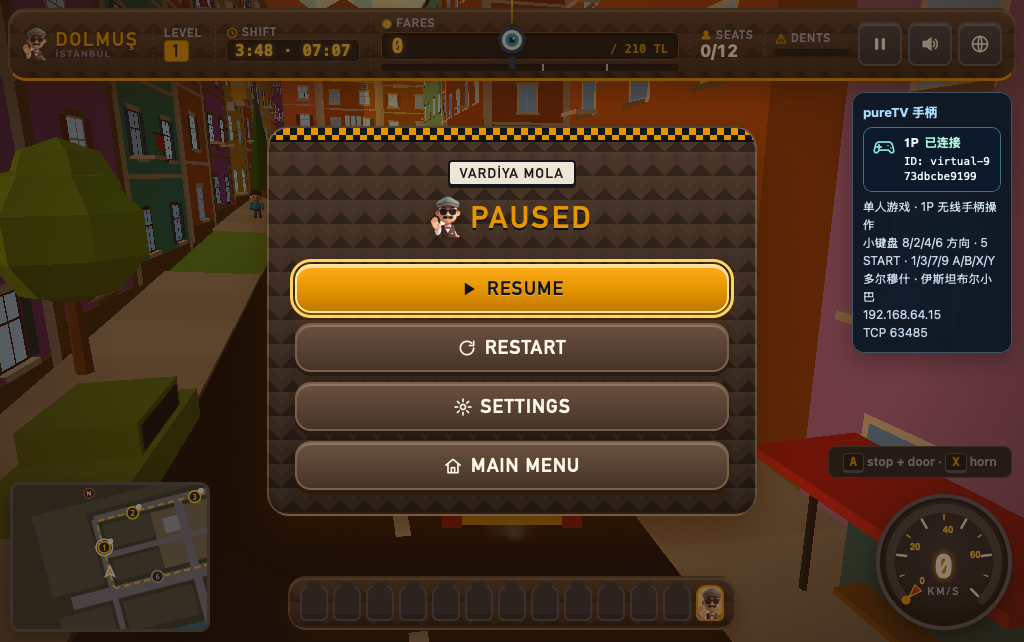 DOLMUŞ
İSTANBUL
LEVEL
1
SHIFT
3:48 · 07:07
FARES
0
/ 210 TL
SEATS
0/12
DENTS
pureTV 手柄
1P 已连接
ID: virtual-9
73dbcbe9199
单人游戏 · 1P 无线手柄操
作
小键盘 8/2/4/6 方向 · 5
START · 1/3/7/9 A/B/X/Y
多尔穆什 · 伊斯坦布尔小
巴
192.168.64.15
TCP 63485
VARDİYA MOLA
PAUSED
RESUME
RESTART
SETTINGS
MAIN MENU
A stop + door · X horn
N
3
2
1
6
0
20
40
60
0
KM/S